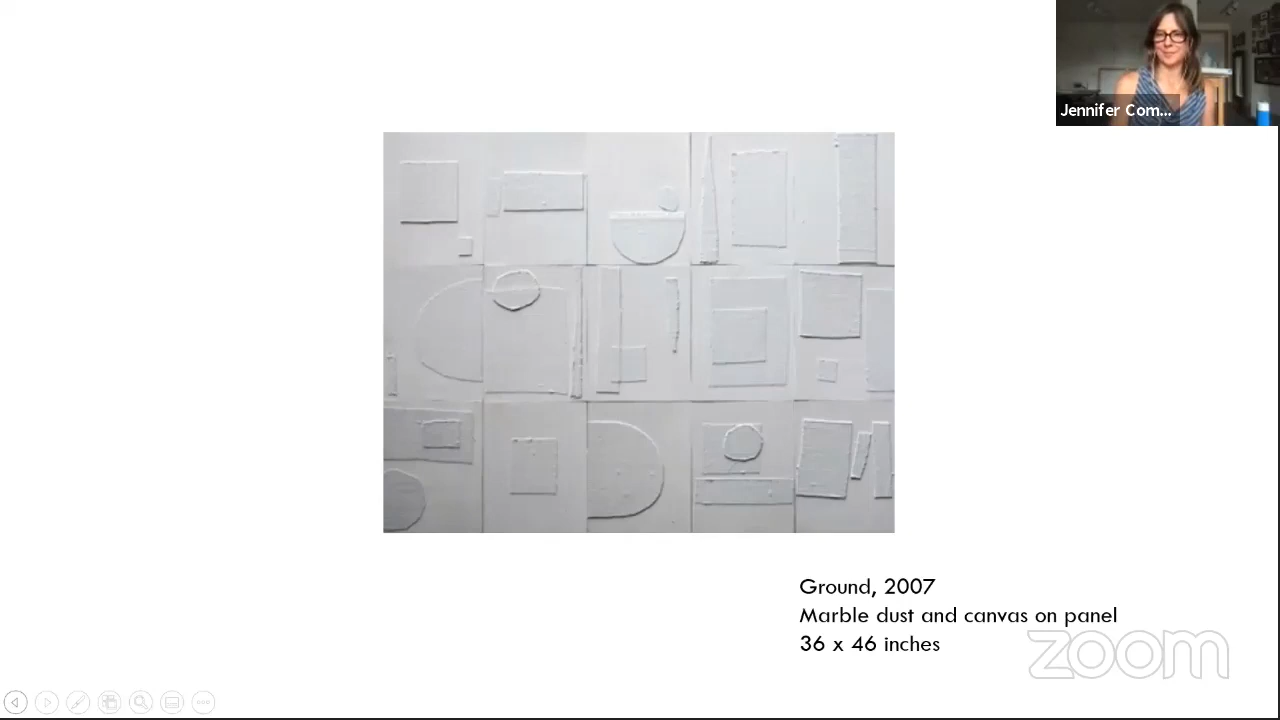 Jennifer Com...
Ground, 2007
Marble dust and canvas on panel
36 x 46 inches
zoom